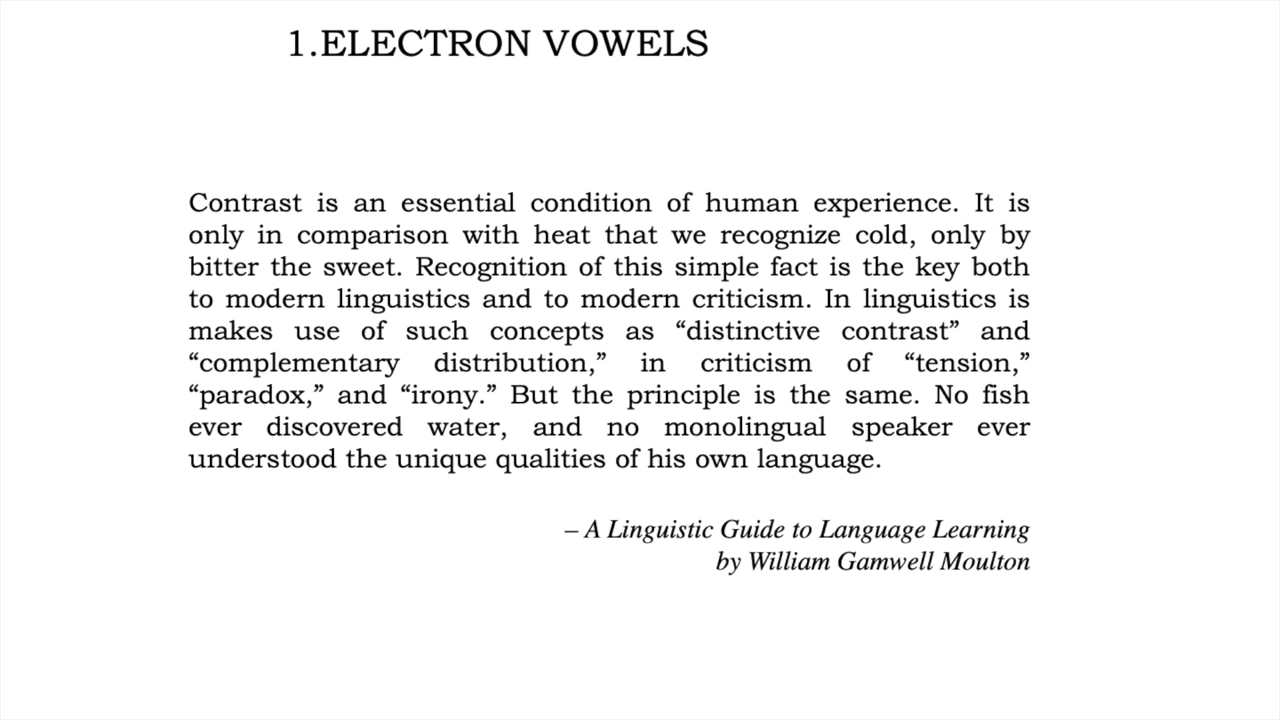 1.ELECTRON VOWELS
Contrast is an essential condition of human experience. It is
only in comparison with heat that we recognize cold, only by
bitter the sweet. Recognition of this simple fact is the key both
to modern linguistics and to modern criticism. In linguistics is
makes use of such concepts as “distinctive contrast” and
“complementary distribution,” in criticism of “tension,”
“paradox,” and “irony.” But the principle is the same. No fish
ever discovered water, and no monolingual speaker ever
understood the unique qualities of his own language.
– A Linguistic Guide to Language Learning
by William Gamwell Moulton